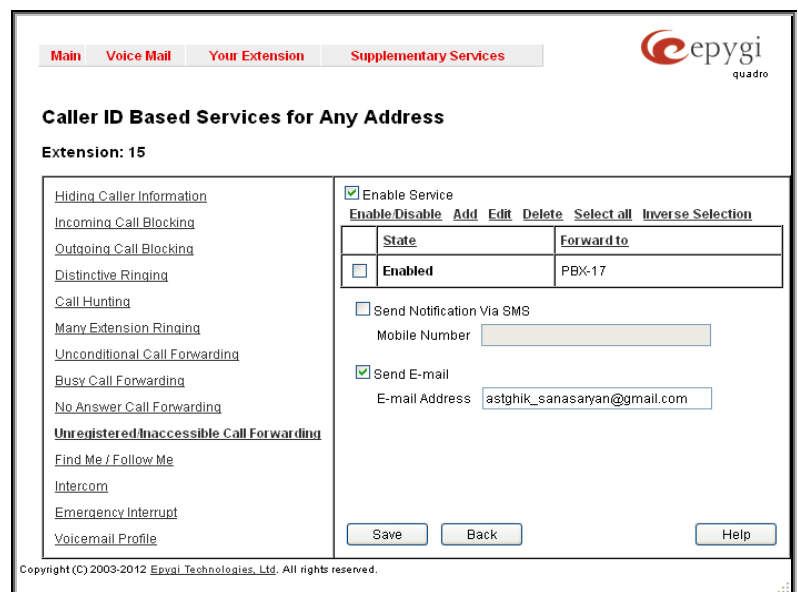 epygi
quadro
Main Voice Mail Your Extension Supplementary Services
Caller ID Based Services for Any Address
Extension: 15
Hiding Caller Information
Incoming Call Blocking
Outgoing Call Blocking
Distinctive Ringing
Call Hunting
Many Extension Ringing
Unconditional Call Forwarding
Busy Call Forwarding
No Answer Call Forwarding
Unregistered/Inaccessible Call Forwarding
Find Me / Follow Me
Intercom
Emergency Interrupt
Voicemail Profile
Enable Service
Enable/Disable Add Edit Delete Select all Inverse Selection
State Forward to
Enabled PBX-17
Send Notification Via SMS
Mobile Number
Send E-mail
E-mail Address astghik_sanasaryan@gmail.com
Save Back Help
Copyright (C) 2003-2012 Epygi Technologies, Ltd. All rights reserved.